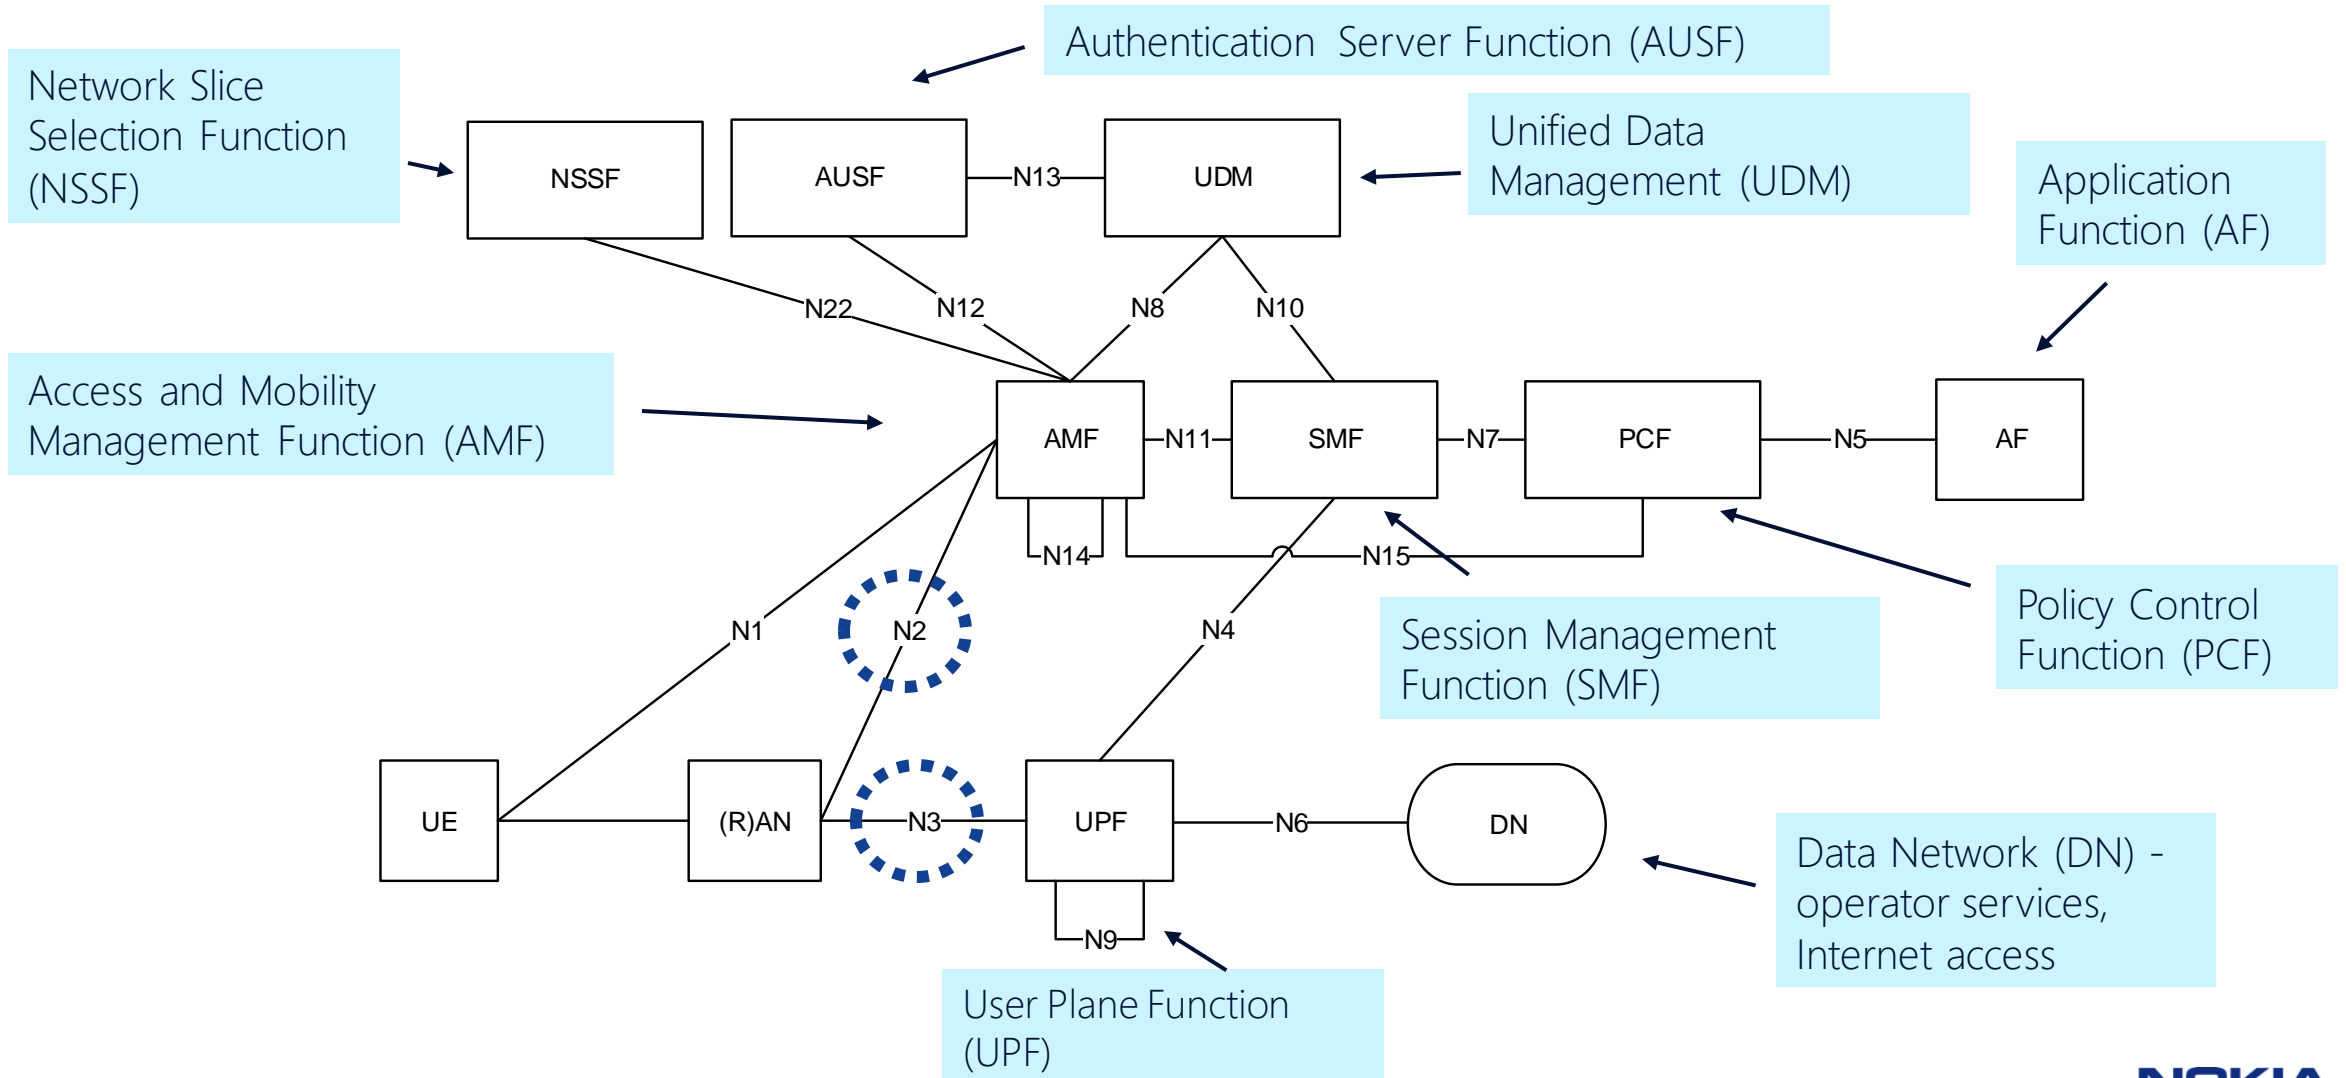 Authentication Server Function (AUSF)
Network Slice
Selection Function
(NSSF)
Unified Data
Management (UDM)
Application
Function (AF)
NSSF
AUSF
N13
UDM
N22
N12
N8
N10
Access and Mobility
Management Function (AMF)
AMF
N11
SMF
N7
PCF
N5
AF
N14
N15
N1
N2
N4
Session Management
Function (SMF)
Policy Control
Function (PCF)
UE
(R)AN
N3
UPF
N6
DN
Data Network (DN) -
operator services,
Internet access
N9
User Plane Function
(UPF)
NOKIA